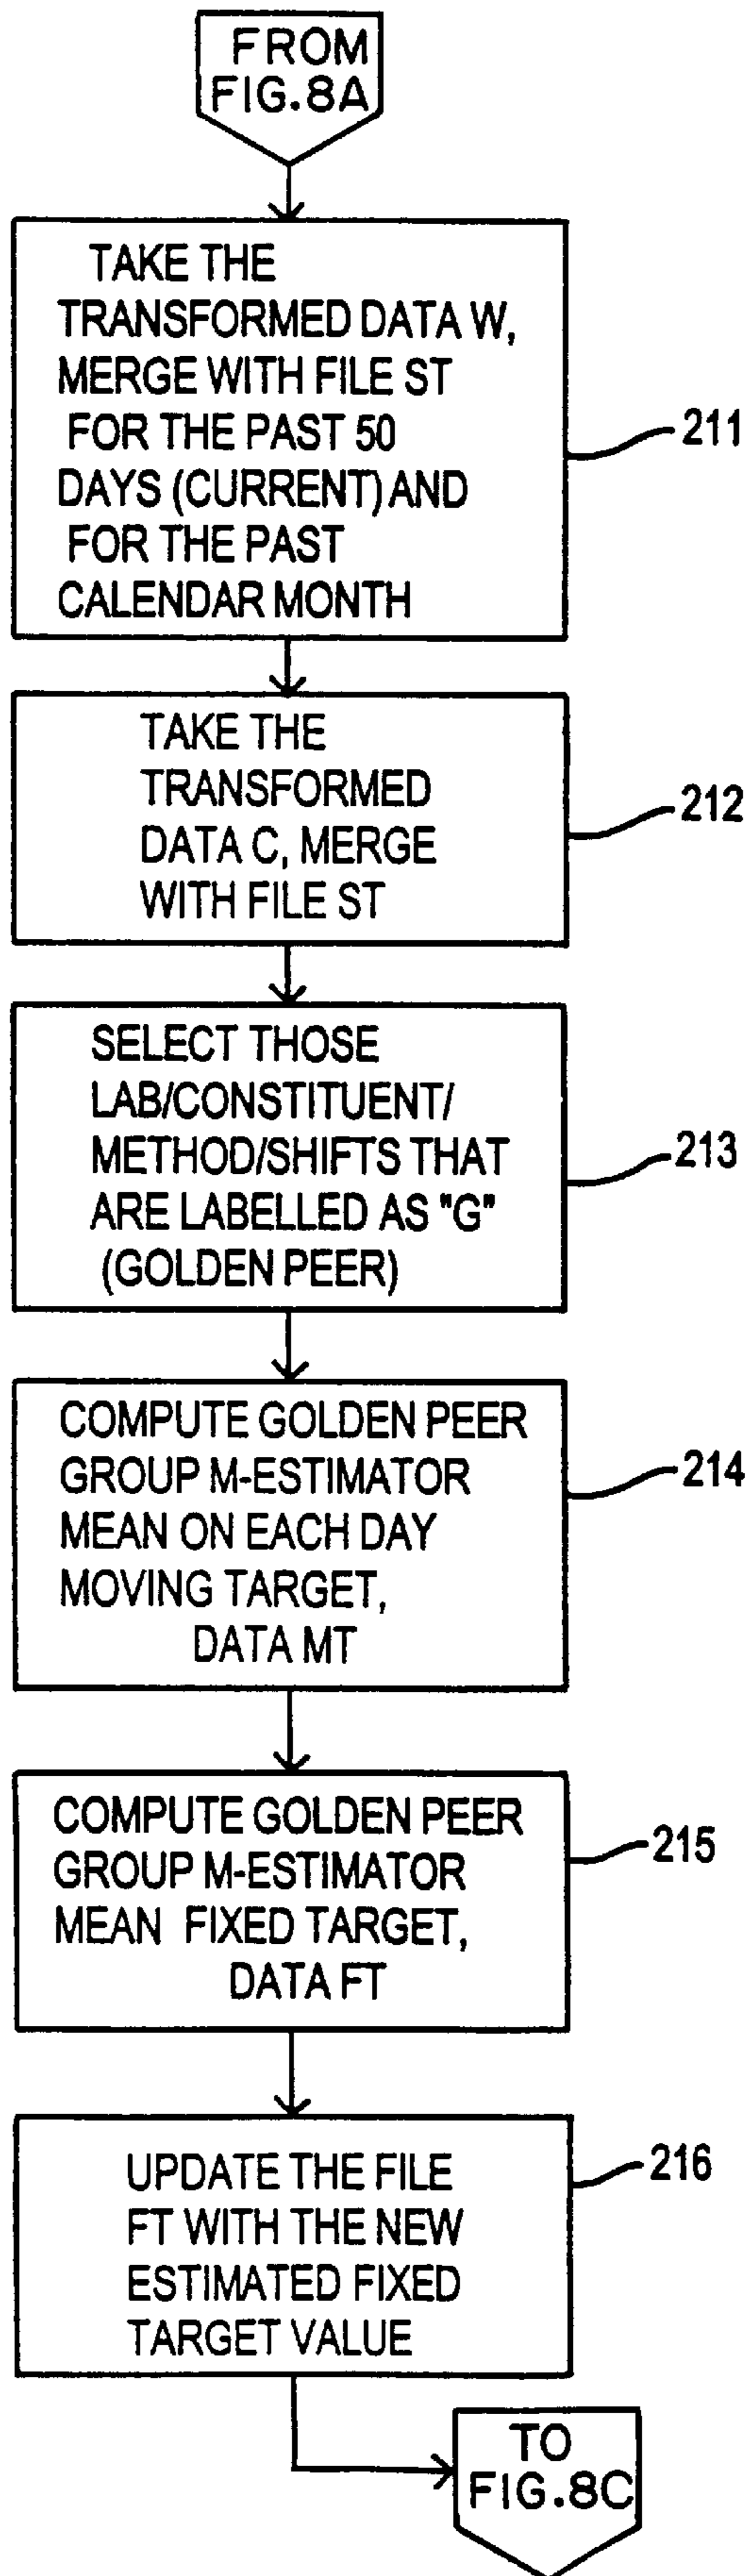 FROM
FIG.8A
TAKE THE
TRANSFORMED DATA W,
MERGE WITH FILE ST
FOR THE PAST 50
DAYS (CURRENT) AND
FOR THE PAST
CALENDAR MONTH
211
TAKE THE
TRANSFORMED
DATA C, MERGE
WITH FILE ST
212
SELECT THOSE
LAB/CONSTITUENT/
METHOD/SHIFTS THAT
ARE LABELLED AS "G"
(GOLDEN PEER)
213
COMPUTE GOLDEN PEER
GROUP M-ESTIMATOR
MEAN ON EACH DAY
MOVING TARGET,
DATA MT
214
COMPUTE GOLDEN PEER
GROUP M-ESTIMATOR
MEAN FIXED TARGET,
DATA FT
215
UPDATE THE FILE
FT WITH THE NEW
ESTIMATED FIXED
TARGET VALUE
216
TO
FIG.8C